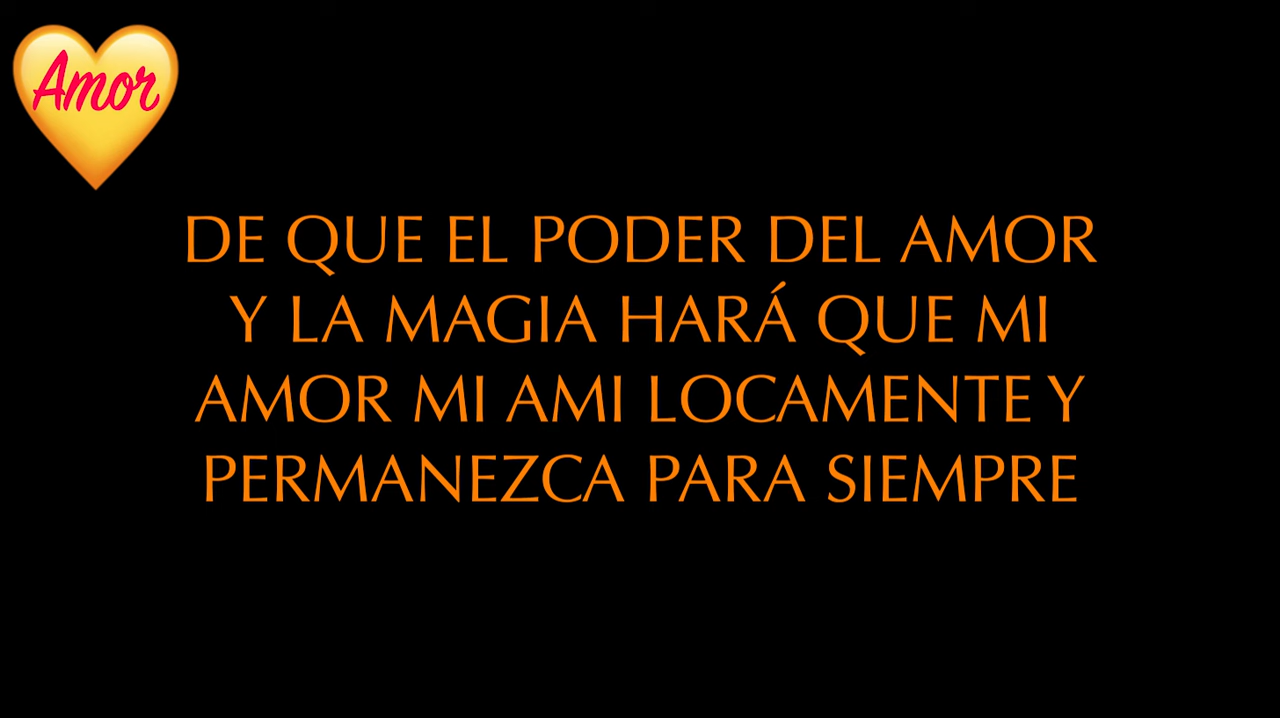 Amor
DE QUE EL PODER DEL AMOR
Y LA MAGIA HARÁ QUE MI
AMOR MI AMI LOCAMENTE Y
PERMANEZCA PARA SIEMPRE